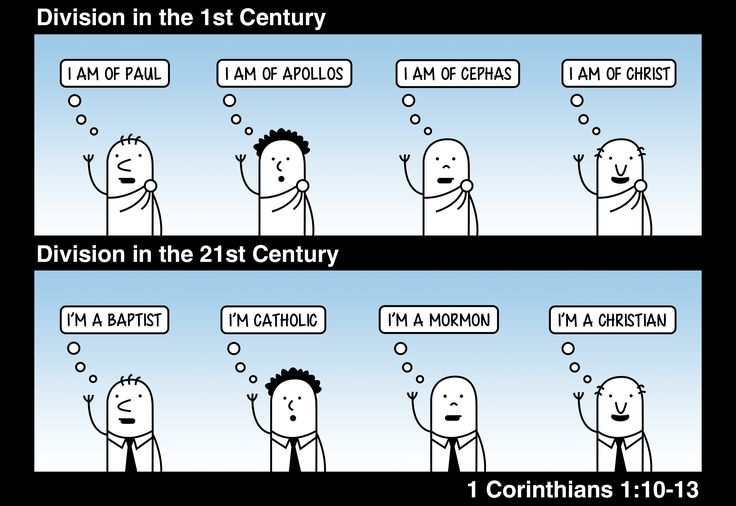 Division in the 1st Century
I AM OF PAUL
I AM OF APOLLOS
I AM OF CEPHAS
I AM OF CHRIST
Division in the 21st Century
I'M A BAPTIST
I'M CATHOLIC
I'M A MORMON
I'M A CHRISTIAN
1 Corinthians 1:10-13